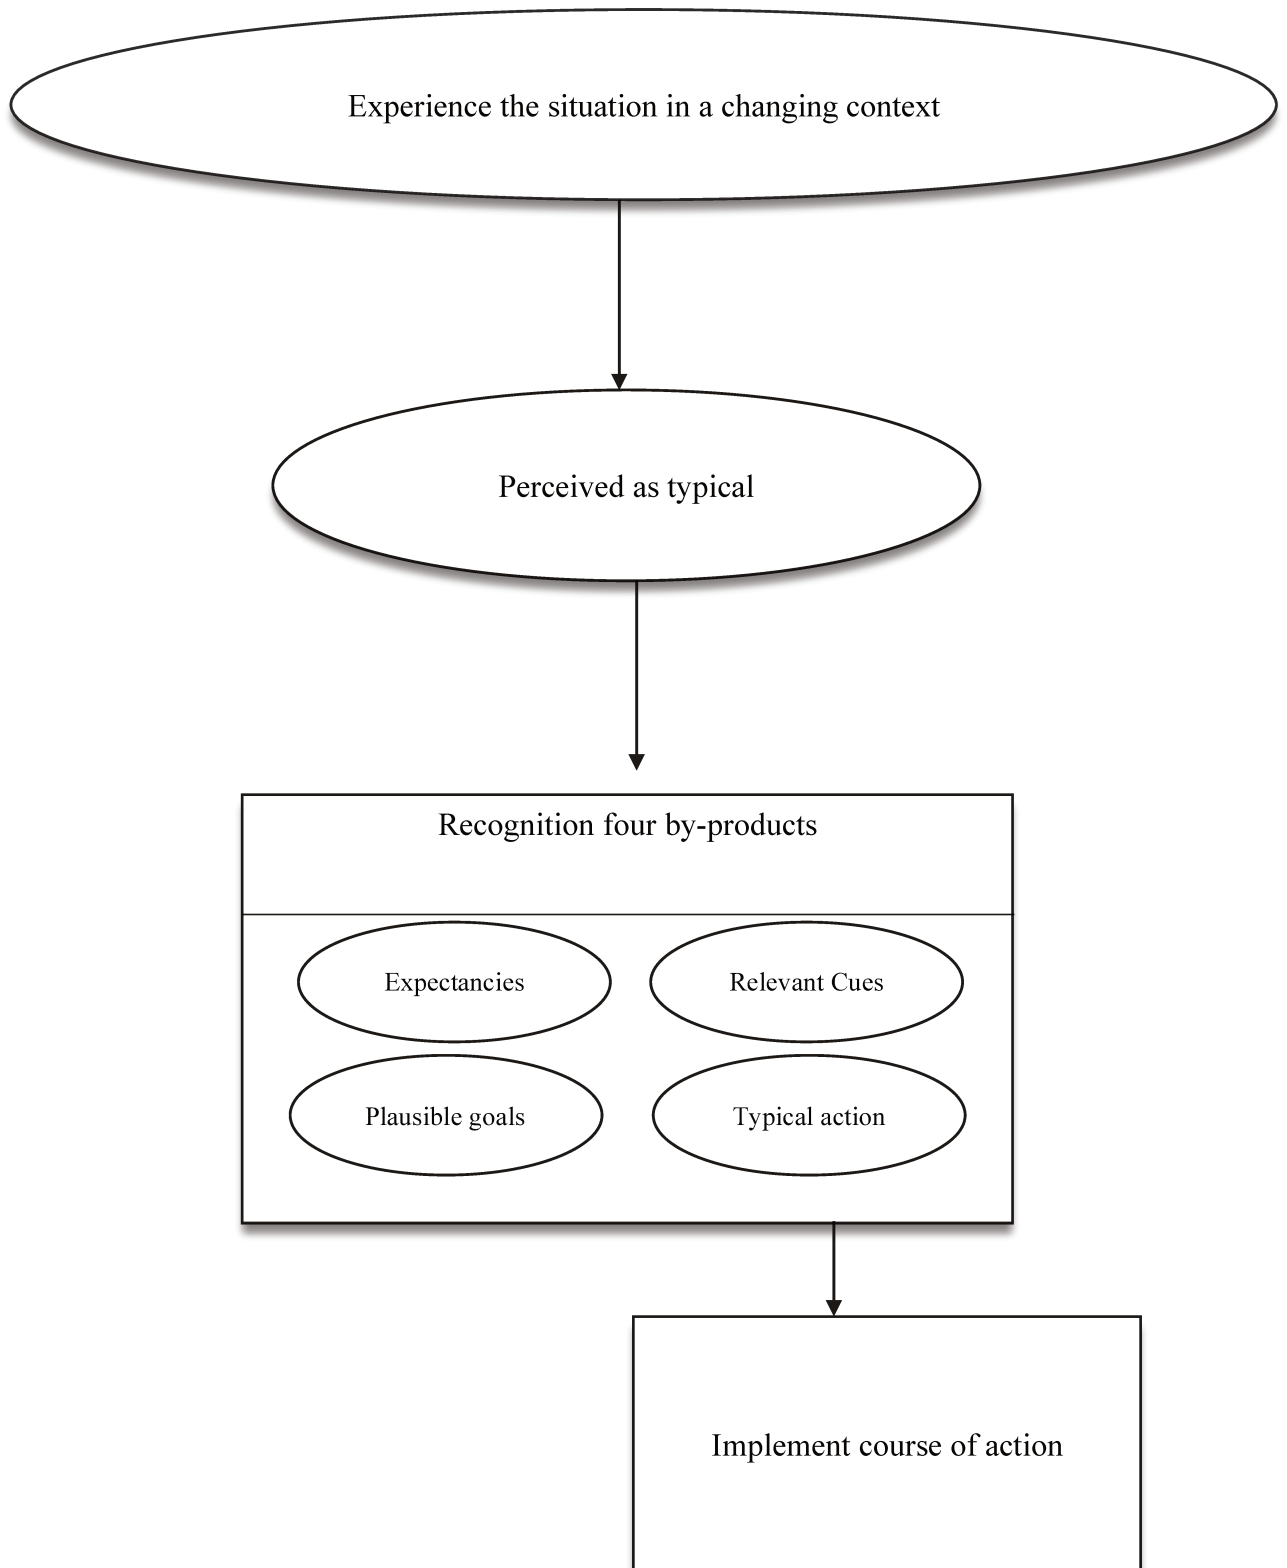 Experience the situation in a changing context
Perceived as typical
Recognition four by-products
Expectancies
Relevant Cues
Plausible goals
Typical action
Implement course of action